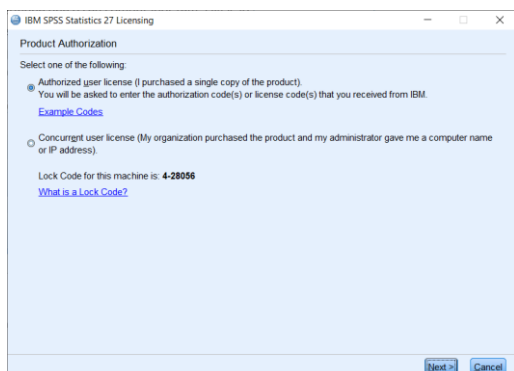 IBM SPSS Statistics 27 Licensing
Product Authorization
Select one of the following:
Authorized user license (I purchased a single copy of the product).
You will be asked to enter the authorization code(s) or license code(s) that you received from IBM.
Example Codes
Concurrent user license (My organization purchased the product and my administrator gave me a computer name
or IP address).
Lock Code for this machine is: 4-28056
What is a Lock Code?
Next > Cancel